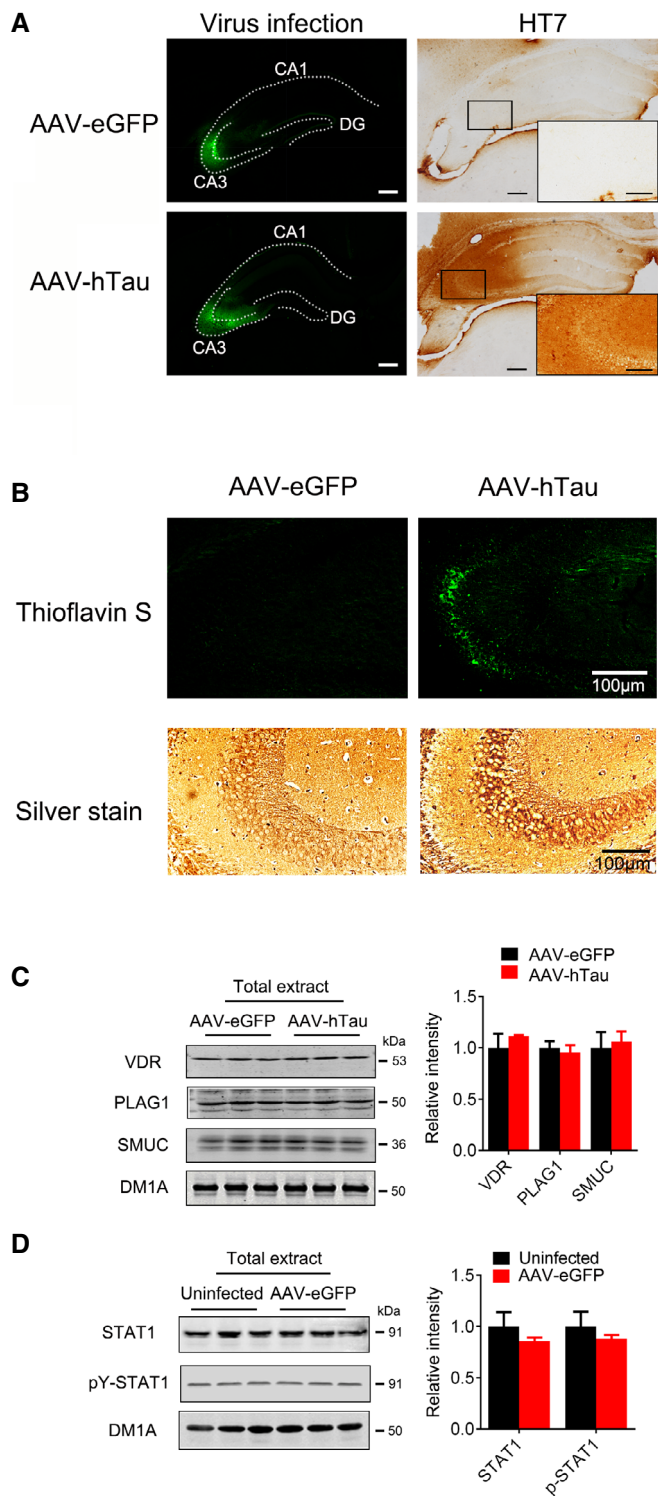 A
Virus infection
HT7
AAV-eGFP
CA1
DG
CA3
AAV-hTau
CA1
DG
CA3
B
AAV-eGFP
AAV-hTau
Thioflavin S
100μm
Silver stain
100μm
C
Total extract
AAV-eGFP AAV-hTau
kDa
VDR
53
PLAG1
50
SMUC
36
DM1A
50
AAV-eGFP
AAV-hTau
Relative intensity
1.5
1.0
0.5
0.0
VDR
PLAG1
SMUC
D
Total extract
Uninfected AAV-eGFP
kDa
STAT1
91
pY-STAT1
91
DM1A
50
Uninfected
AAV-eGFP
Relative intensity
1.5
1.0
0.5
0.0
STAT1
p-STAT1